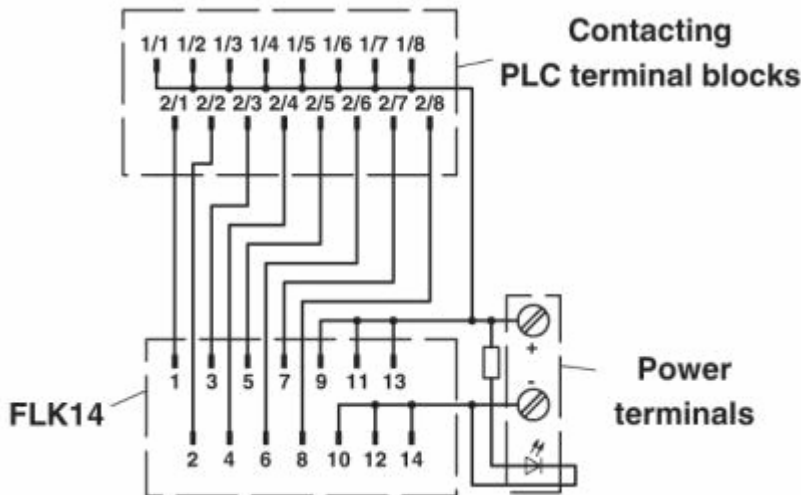 1/1 1/2 1/3 1/4 1/5 1/6 1/7 1/8
Contacting
PLC terminal blocks
2/1 2/2 2/3 2/4 2/5 2/6 2/7 2/8
+
1 3 5 7 9 11 13
-
Power
terminals
FLK14
2 4 6 8 10 12 14